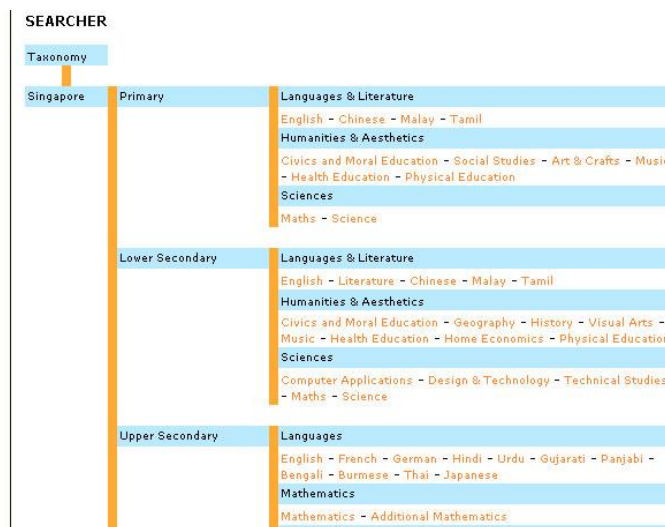 SEARCHER
Taxonomy
Singapore
Primary
Languages & Literature
English - Chinese - Malay - Tamil
Humanities & Aesthetics
Civics and Moral Education - Social Studies - Art & Crafts - Music
- Health Education - Physical Education
Sciences
Maths - Science
Lower Secondary
Languages & Literature
English - Literature - Chinese - Malay - Tamil
Humanities & Aesthetics
Civics and Moral Education - Geography - History - Visual Arts -
Music - Health Education - Home Economics - Physical Education
Sciences
Computer Applications - Design & Technology - Technical Studies
- Maths - Science
Upper Secondary
Languages
English - French - German - Hindi - Urdu - Gujarati - Panjabi -
Bengali - Burmese - Thai - Japanese
Mathematics
Mathematics - Additional Mathematics